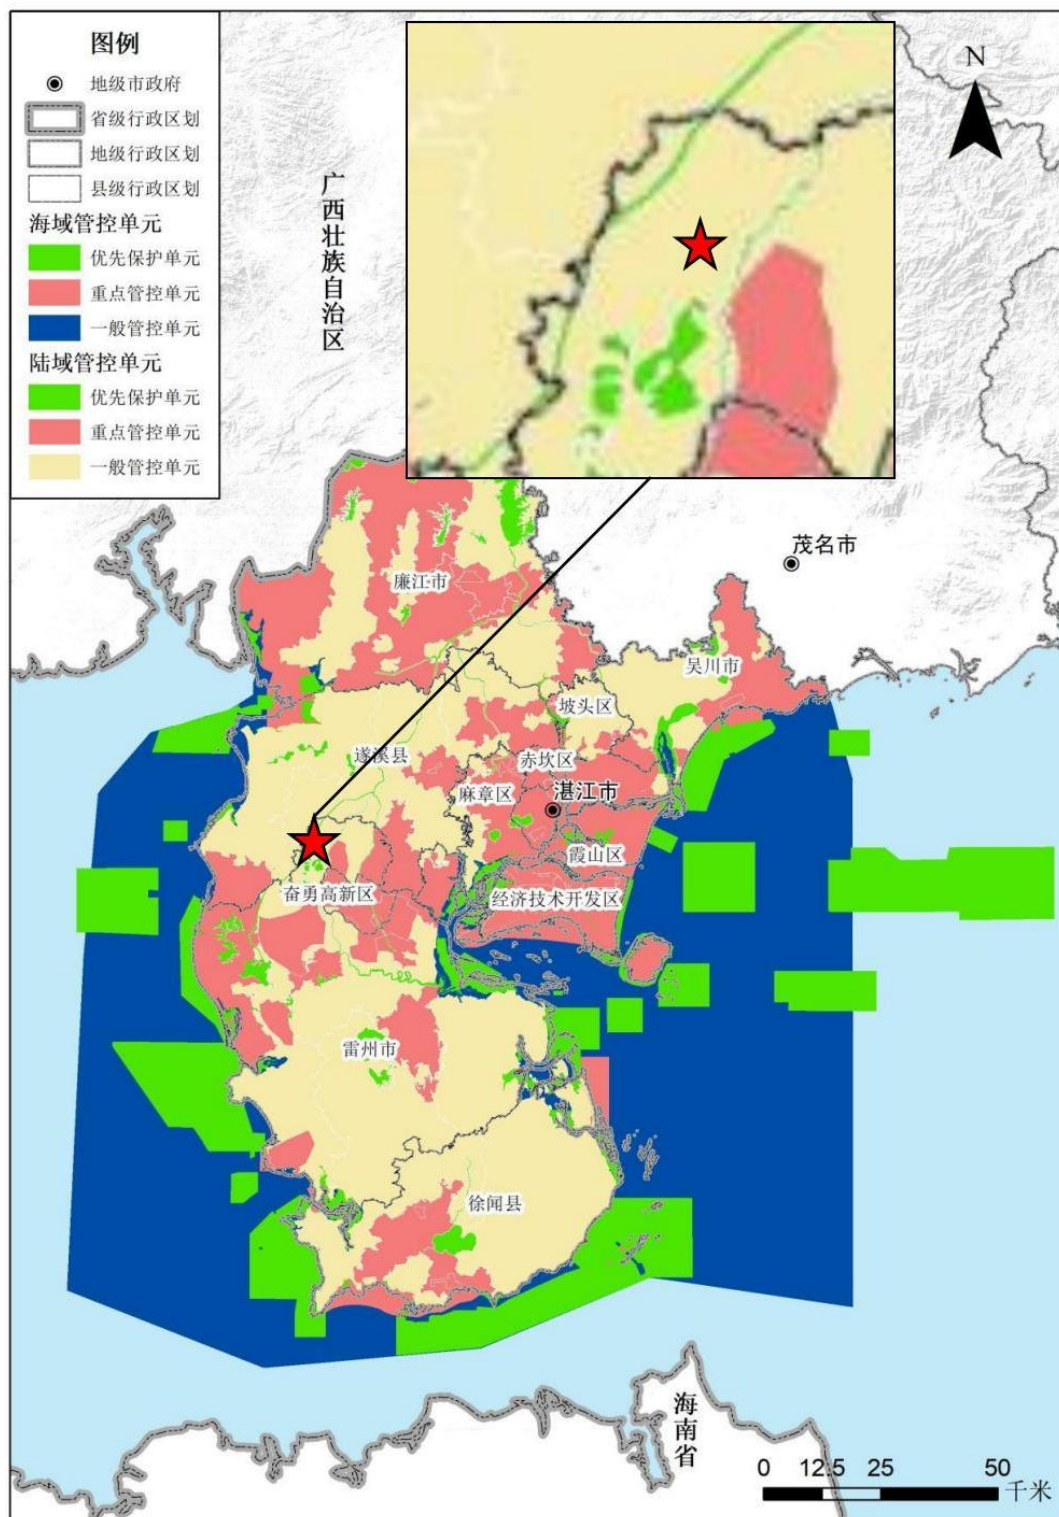 图例
地级市政府
省级行政区划
地级行政区划
县级行政区划
海域管控单元
优先保护单元
重点管控单元
一般管控单元
陆域管控单元
优先保护单元
重点管控单元
一般管控单元
广西壮族自治区
N
茂名市
廉江市
吴川市
坡头区
遂溪县
赤坎区
麻章区
湛江市
霞山区
奋勇高新区
经济技术开发区
雷州市
徐闻县
海南省
0 12.5 25 50
千米